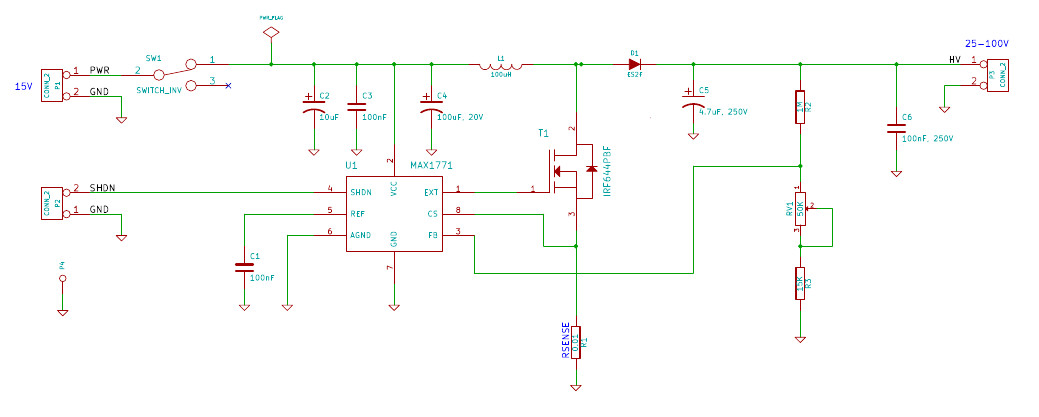 PWR_FLAG
25-100V
SW1
1
2
3
SWITCH_INV
15V
CONN_2
P1
1
PWR
2
GND
C2
10uF
C3
100nF
C4
100uF, 20V
L1
100uH
D1
ES2F
C5
4.7uF, 250V
1M
R2
C6
100nF, 250V
HV
1
2
CONN_2
P3
T1
2
1
3
IRF644PBF
U1
MAX1771
2
VCC
4
SHDN
5
REF
6
AGND
EXT
1
CS
8
FB
3
GND
7
CONN_2
P2
2
SHDN
1
GND
C1
100nF
P4
1
RV1
50K
2
3
R3
RSENSE
0.01
R1